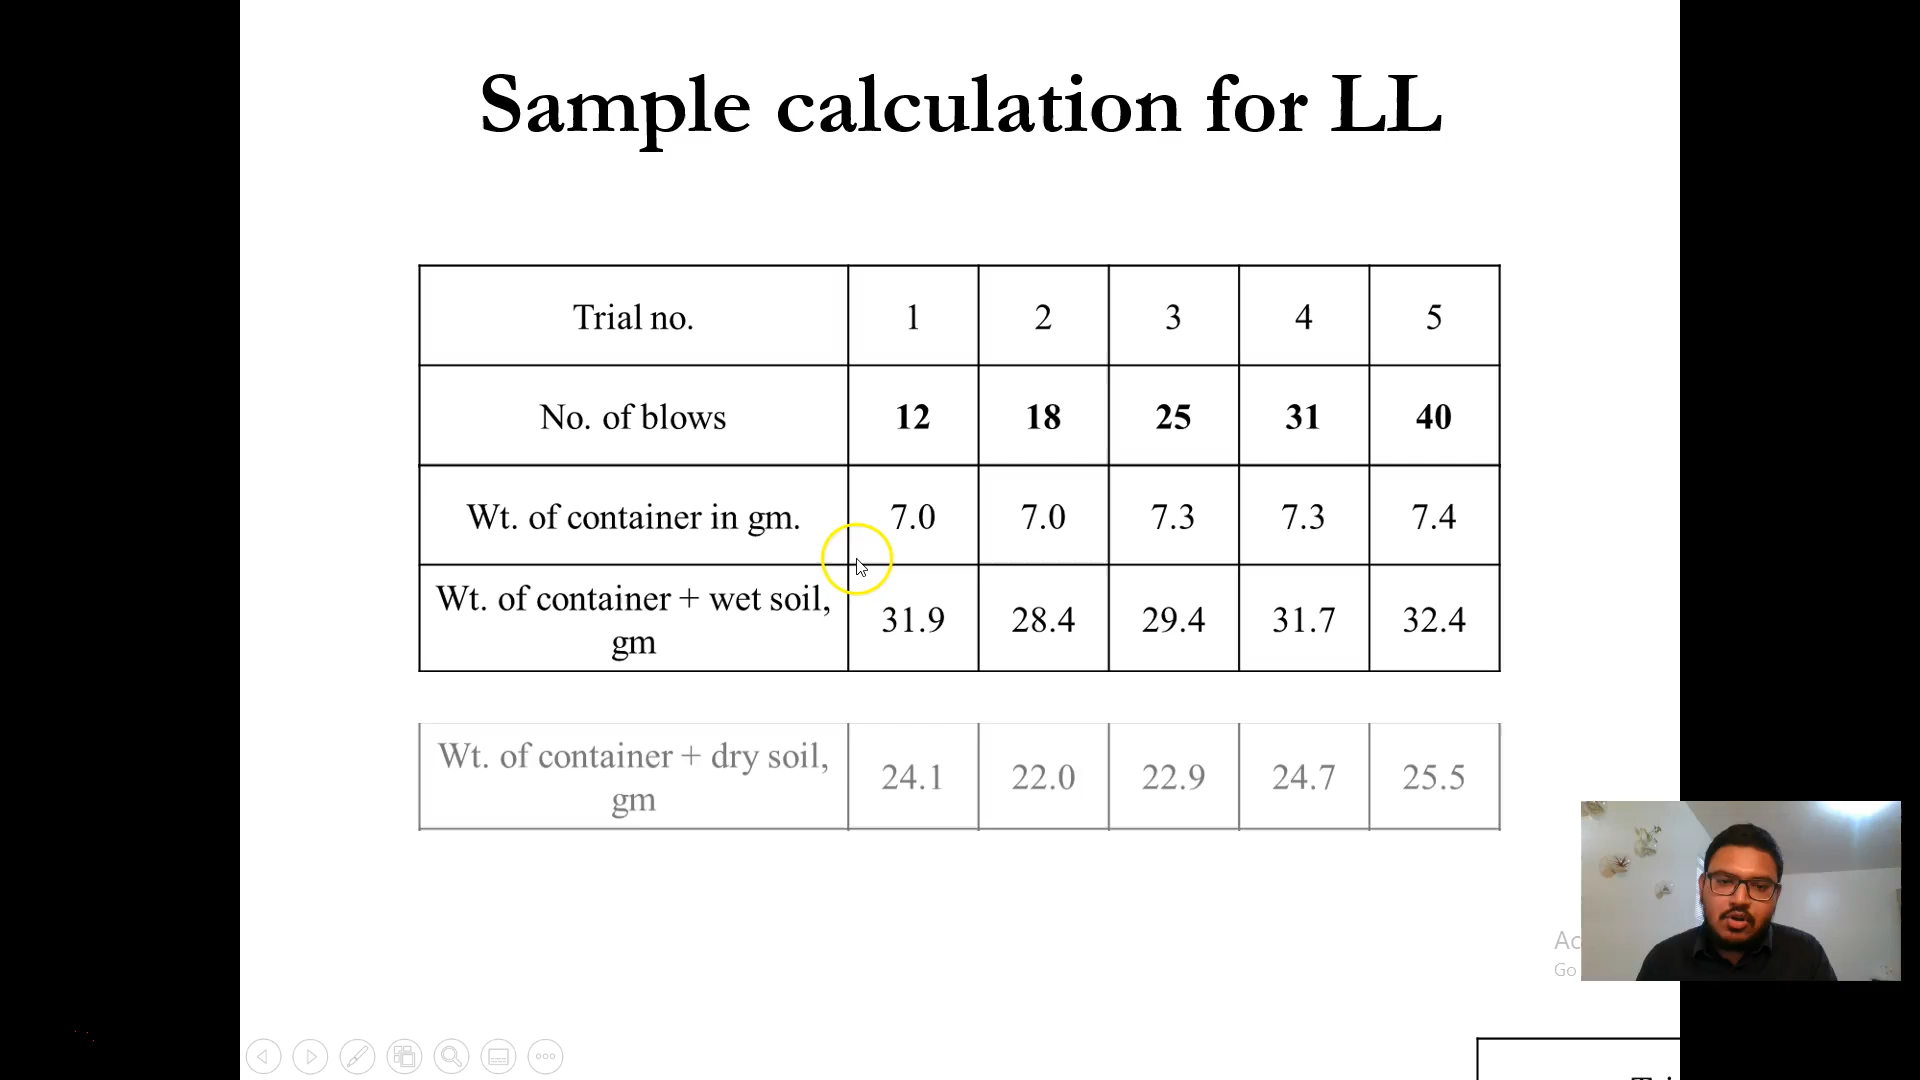 Sample calculation for LL
Trial no. 1 2 3 4 5
No. of blows 12 18 25 31 40
Wt. of container in gm. 7.0 7.0 7.3 7.3 7.4
Wt. of container + wet soil,
gm 31.9 28.4 29.4 31.7 32.4
Wt. of container + dry soil,
gm 24.1 22.0 22.9 24.7 25.5
Go